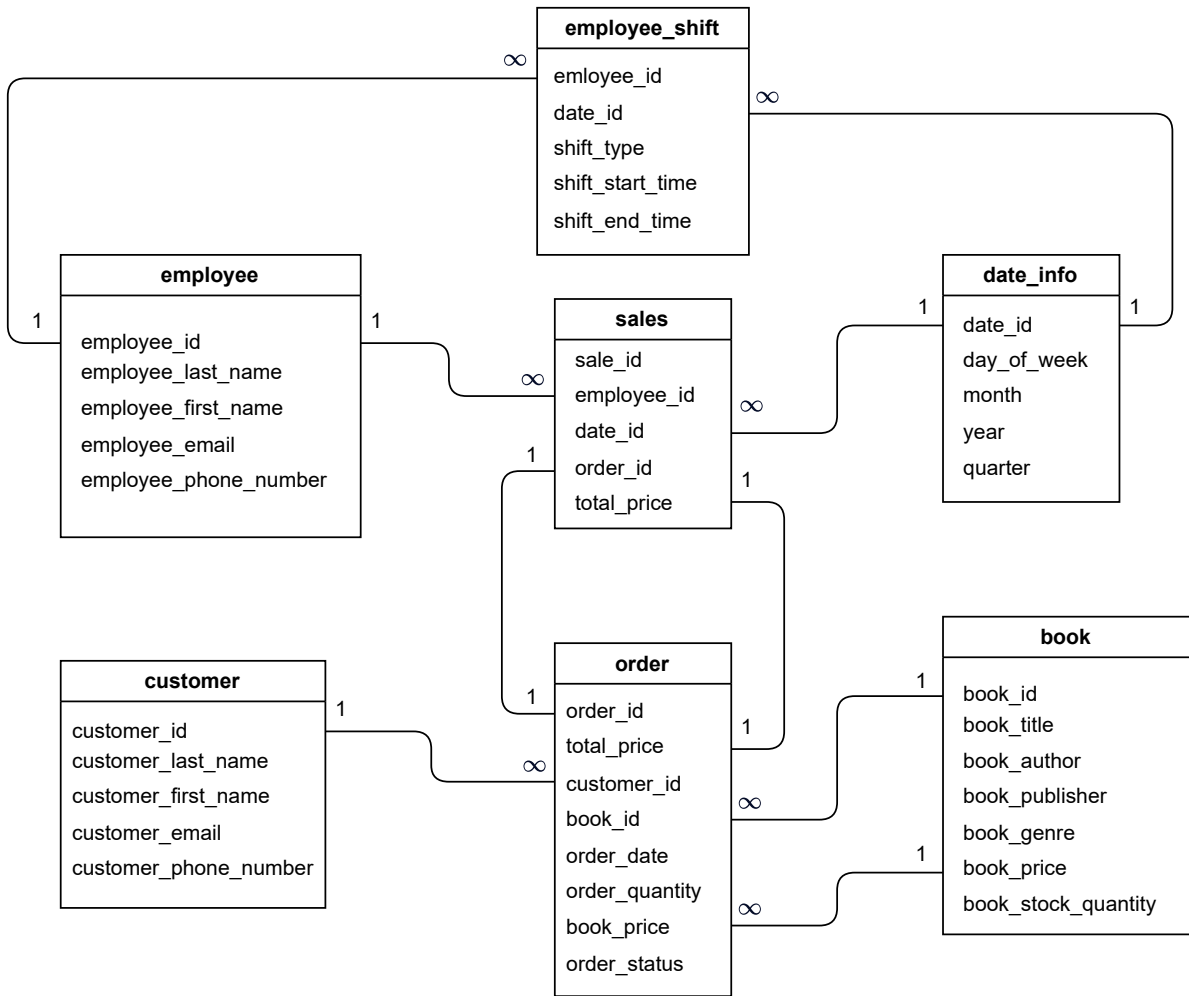 employee_shift
∞
emloyee_id
∞
date_id
shift_type
shift_start_time
shift_end_time
employee
1
employee_id
1
employee_last_name
employee_first_name
employee_email
employee_phone_number
sales
∞
sale_id
employee_id
∞
date_id
1
order_id
1
total_price
date_info
1
date_id
1
day_of_week
month
year
quarter
customer
1
customer_id
customer_last_name
customer_first_name
customer_email
customer_phone_number
order
1
order_id
1
total_price
∞
customer_id
∞
book_id
order_date
order_quantity
∞
book_price
order_status
book
1
book_id
book_title
book_author
book_publisher
book_genre
1
book_price
book_stock_quantity